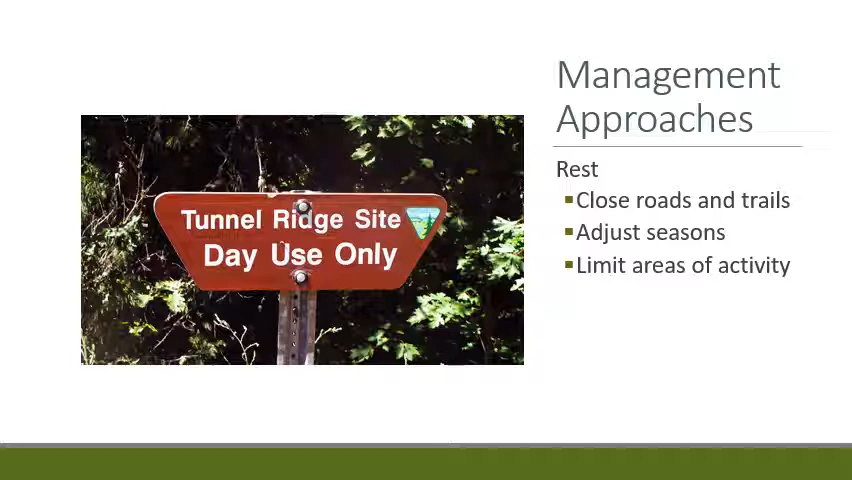 Management
Approaches
Rest
▪Close roads and trails
▪Adjust seasons
▪Limit areas of activity
Tunnel Ridge Site
Day Use Only